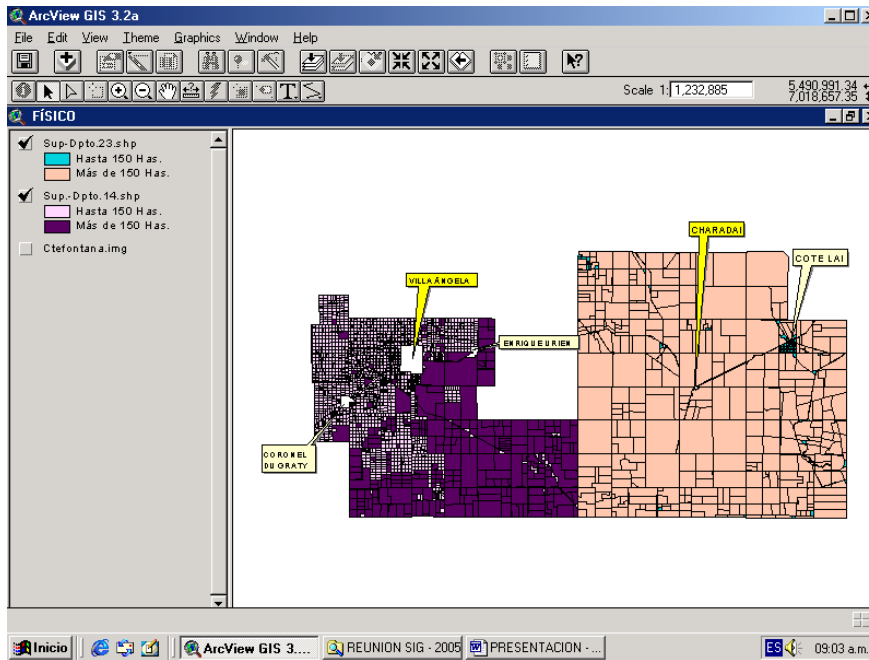 ArcView GIS 3.2a
File Edit View Theme Graphics Window Help
Scale 1: 1,232,885
5,490,991.34
7,018,657.35
FÍSICO
Sup-Dpto.23.shp
Hasta 150 Has.
Más de 150 Has.
Sup.-Dpto.14.shp
Hasta 150 Has.
Más de 150 Has.
Ctefontana.img
CHARADAI
COTE LAI
VILLA ÁNGELA
ENRIQUE URIEN
CORONEL
DU GRATY
Inicio
ArcView GIS 3....
REUNION SIG - 2005
PRESENTACION - ...
ES
09:03 a.m.